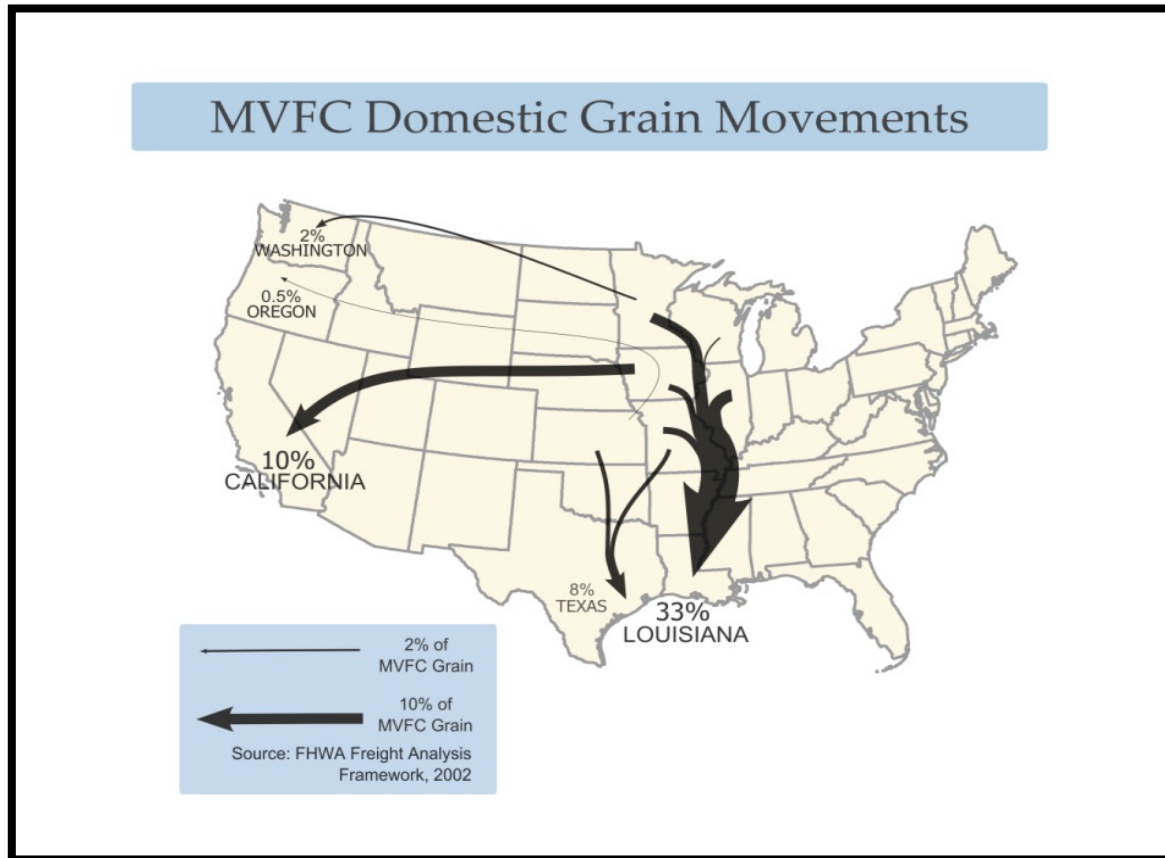 MVFC Domestic Grain Movements
2%
WASHINGTON
0.5%
OREGON
10%
CALIFORNIA
8%
TEXAS
33%
LOUISIANA
2% of
MVFC Grain
10% of
MVFC Grain
Source: FHWA Freight Analysis
Framework, 2002